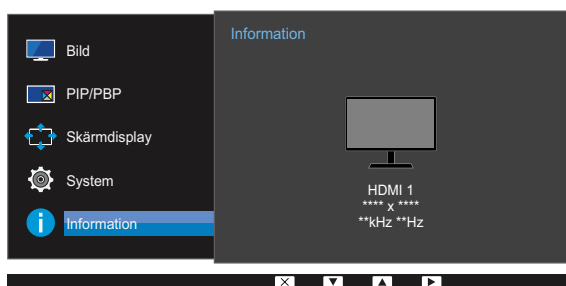 Bild
PIP/PBP
Skärmdisplay
System
Information
Information
HDMI 1
**** x ****
**kHz **Hz